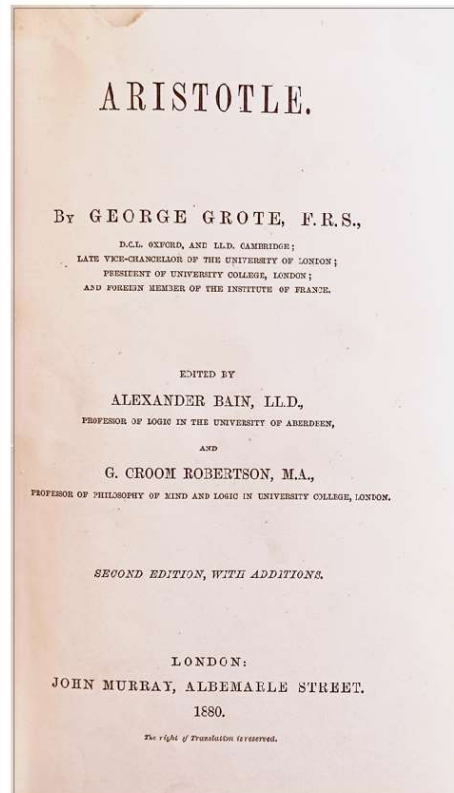 ARISTOTLE.
BY GEORGE GROTE, F.R.S.,
D.C.L. OXFORD, AND LL.D. CAMBRIDGE;
LATE VICE-CHANCELLOR OF THE UNIVERSITY OF LONDON;
PRESIDENT OF UNIVERSITY COLLEGE, LONDON;
AND FOREIGN MEMBER OF THE INSTITUTE OF FRANCE.
EDITED BY
ALEXANDER BAIN, LL.D.,
PROFESSOR OF LOGIC IN THE UNIVERSITY OF ABERDEEN,
AND
G. CROOM ROBERTSON, M.A.,
PROFESSOR OF PHILOSOPHY OF MIND AND LOGIC IN UNIVERSITY COLLEGE, LONDON.
SECOND EDITION, WITH ADDITIONS.
LONDON:
JOHN MURRAY, ALBEMARLE STREET.
1880.
The right of Translation is reserved.